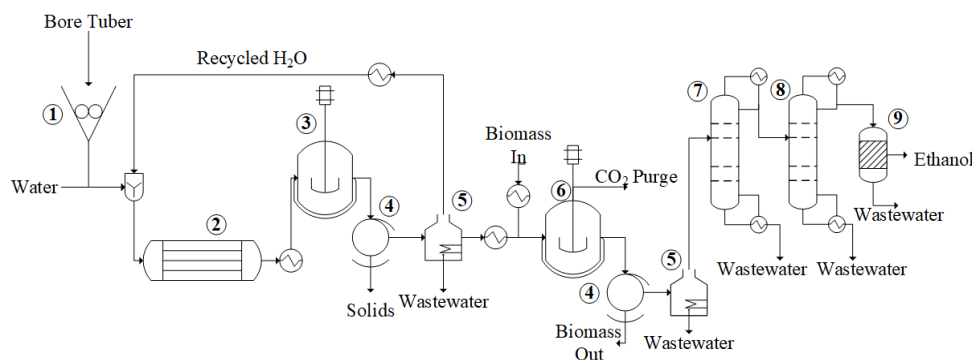 Bore Tuber
Recycled H₂O
①
Water
②
③
④
Solids
⑤
Wastewater
Biomass
In
⑥
CO₂ Purge
④
Biomass
Out
⑤
Wastewater
⑦
Wastewater
⑧
Wastewater
⑨
Ethanol
Wastewater